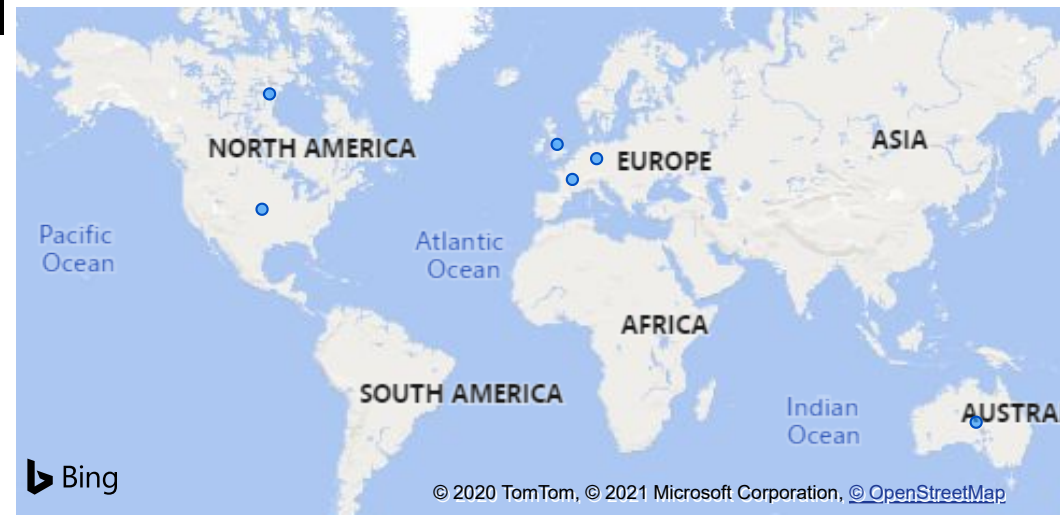 NORTH AMERICA
EUROPE
ASIA
Pacific
Ocean
Atlantic
Ocean
AFRICA
SOUTH AMERICA
Indian
Ocean
AUSTRA
Bing
© 2020 TomTom, © 2021 Microsoft Corporation, © OpenStreetMap